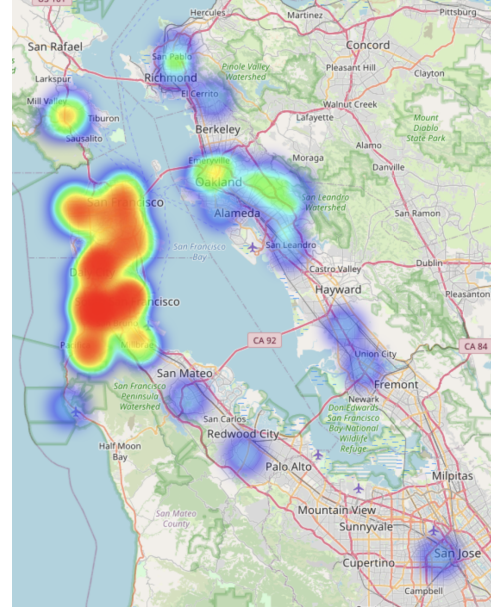 US 101
Hercules
Martinez
Pittsburg
San Rafael
San Pablo
Concord
Larkspur
Richmond
Pinole Valley
Watershed
Pleasant Hill
Clayton
El Cerrito
Mill Valley
Tiburon
Walnut Creek
Lafayette
Mount
Diablo
State Park
Sausalito
Berkeley
Alamo
Emeryville
Moraga
Danville
Oakland
San Francisco
San Leandro
Watershed
Alameda
San Ramon
San Francisco
Bay
San Leandro
Castro Valley
Dublin
Hayward
Pleasanton
CA 92
CA 84
Union City
San Mateo
Fremont
San Francisco
Peninsula
Watershed
Newark
San Carlos
Don Edwards
San Francisco
Bay National
Wildlife
Refuge
Redwood City
Half Moon
Bay
Palo Alto
Milpitas
San Mateo
County
Mountain View
Sunnyvale
San Jose
Cupertino
Campbell